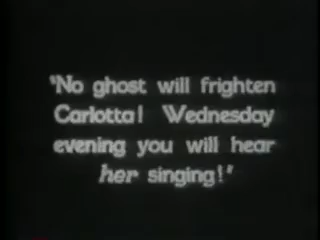 "No ghost will frighten
Carlotta! Wednesday
evening you will hear
her singing!"